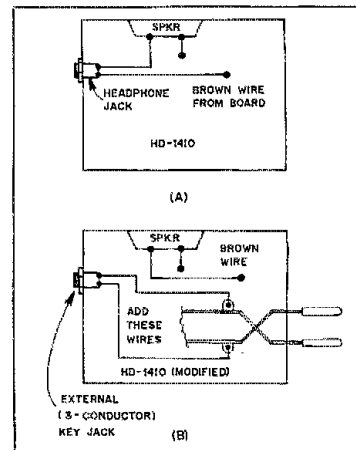 SPKR
HEADPHONE
JACK
BROWN WIRE
FROM BOARD
HD-1410
(A)
SPKR
BROWN
WIRE
ADD
THESE
WIRES
HD-1410 (MODIFIED)
EXTERNAL
(3-CONDUCTOR)
KEY JACK
(B)